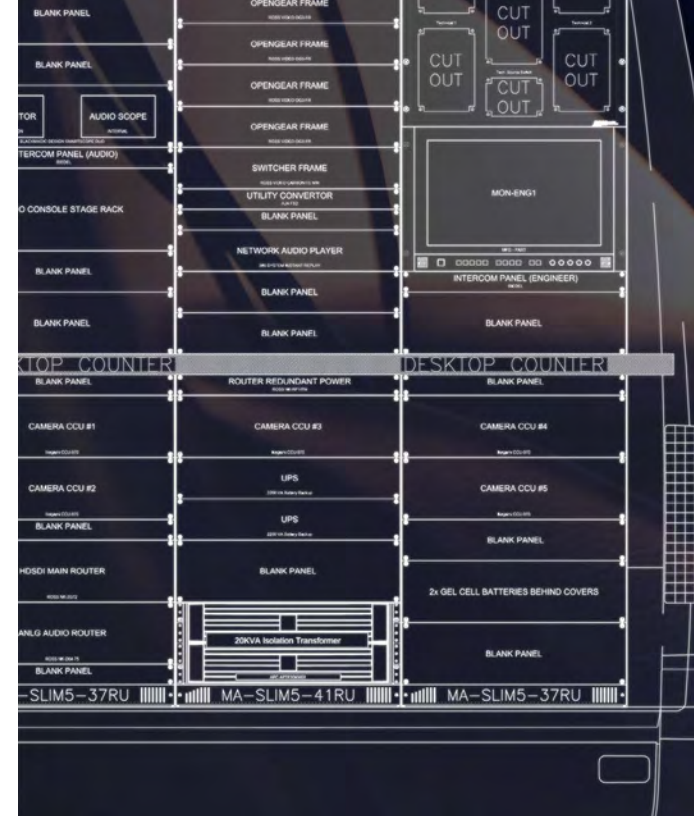 BLANK PANEL
BLANK PANEL
TOR
AUDIO SCOPE
INTERNAL
TERCOM PANEL (AUDIO)
O CONSOLE STAGE RACK
BLANK PANEL
BLANK PANEL
KTOP COUNTER
BLANK PANEL
CAMERA CCU #1
CAMERA CCU #2
BLANK PANEL
HDSDI MAIN ROUTER
ANLG AUDIO ROUTER
BLANK PANEL
-SLIM5-37RU
OPENGEAR FRAME
OPENGEAR FRAME
OPENGEAR FRAME
OPENGEAR FRAME
SWITCHER FRAME
UTILITY CONVERTOR
BLANK PANEL
NETWORK AUDIO PLAYER
BLANK PANEL
BLANK PANEL
ROUTER REDUNDANT POWER
CAMERA CCU #3
UPS
UPS
BLANK PANEL
20KVA Isolation Transformer
MA-SLIM5-41RU
CUT
OUT
CUT
OUT
CUT
OUT
CUT
OUT
MON-ENG1
INTERCOM PANEL (ENGINEER)
BLANK PANEL
DESKTOP COUNTER
BLANK PANEL
CAMERA CCU #4
CAMERA CCU #5
BLANK PANEL
2x GEL CELL BATTERIES BEHIND COVERS
BLANK PANEL
MA-SLIM5-37RU